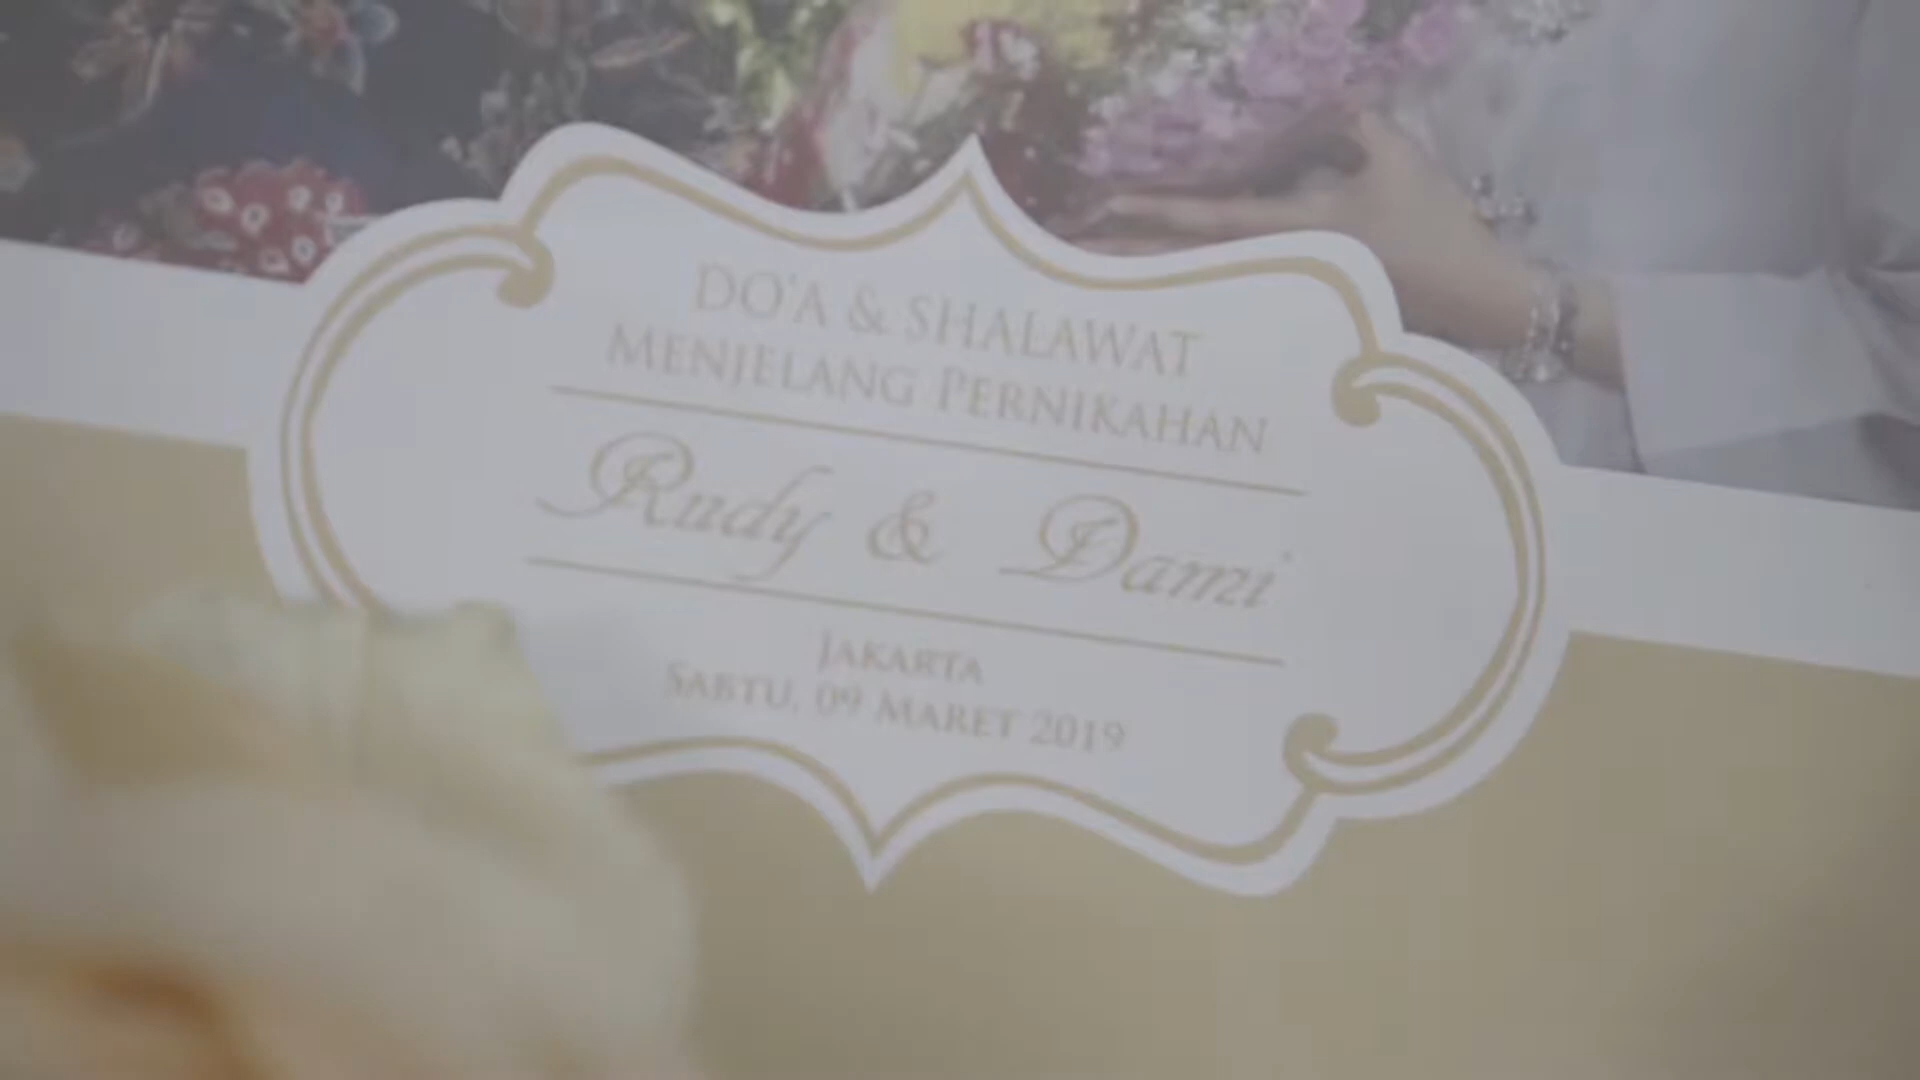 DO'A & SHALAWAT
MENJELANG PERNIKAHAN
Rudy & Dami
JAKARTA
SABTU, 09 MARET 2019